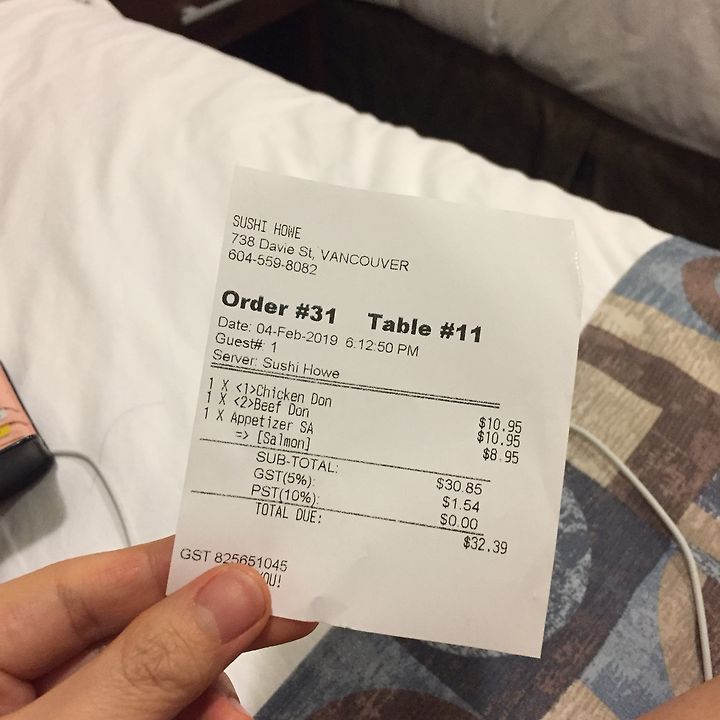 SUSHI HOWE
738 Davie St, VANCOUVER
604-559-8082
Order #31 Table #11
Date: 04-Feb-2019 6:12:50 PM
Guest#: 1
Server: Sushi Howe
1 X <1>Chicken Don $10.95
1 X <2>Beef Don $10.95
1 X Appetizer SA $8.95
=> [Salmon]
SUB-TOTAL: $30.85
GST(5%): $1.54
PST(10%): $0.00
TOTAL DUE: $32.39
GST 825651045
YOU!